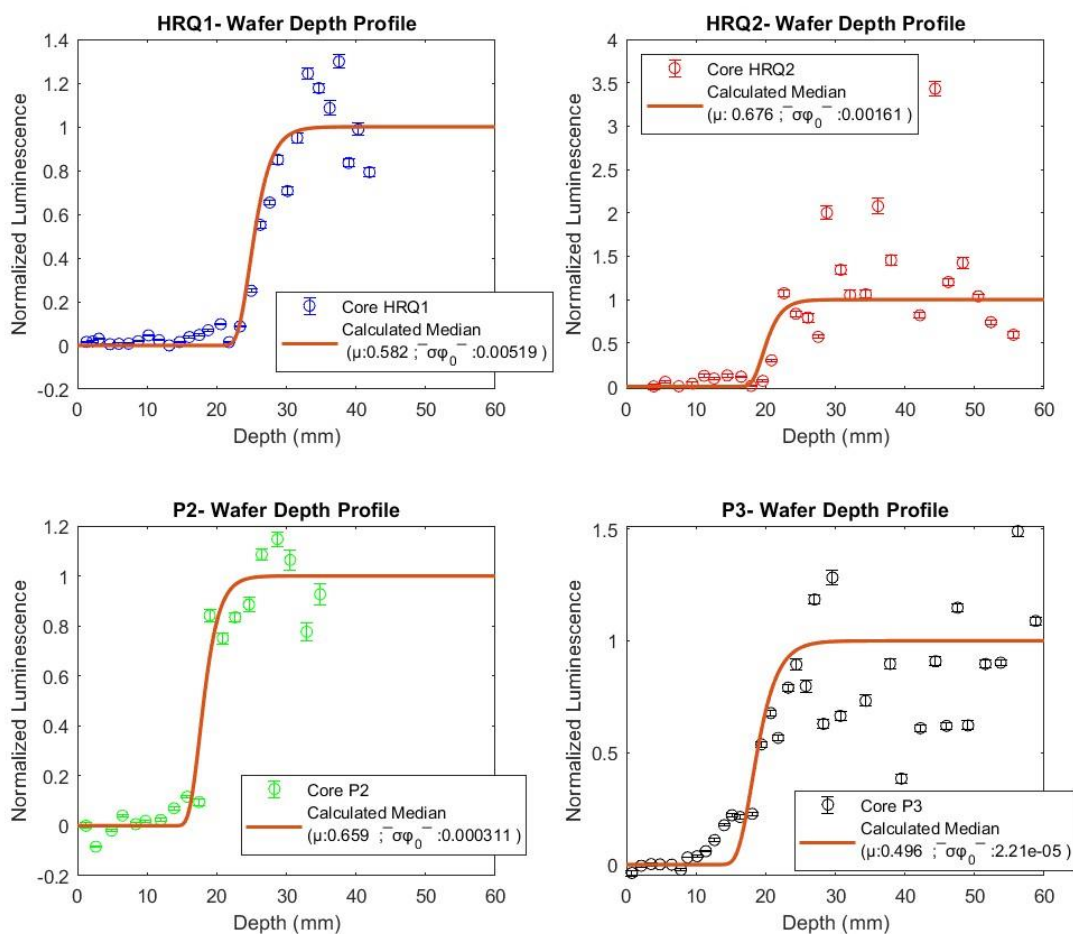 HRQ1- Wafer Depth Profile
1.4
1.2
1
0.8
0.6
0.4
0.2
0
-0.2
Normalized Luminescence
Core HRQ1
Calculated Median
(μ:0.582 ;¯σφ₀¯ :0.00519 )
0 10 20 30 40 50 60
Depth (mm)
HRQ2- Wafer Depth Profile
4
3.5
3
2.5
2
1.5
1
0.5
0
Normalized Luminescence
Core HRQ2
Calculated Median
(μ: 0.676 ;¯σφ₀¯ :0.00161 )
0 10 20 30 40 50 60
Depth (mm)
P2- Wafer Depth Profile
1.2
1
0.8
0.6
0.4
0.2
0
-0.2
Normalized Luminescence
Core P2
Calculated Median
(μ:0.659 ;¯σφ₀¯ :0.000311 )
0 10 20 30 40 50 60
Depth (mm)
P3- Wafer Depth Profile
1.5
1
0.5
0
Normalized Luminescence
Core P3
Calculated Median
(μ:0.496 ;¯σφ₀¯ :2.21e-05 )
0 10 20 30 40 50 60
Depth (mm)